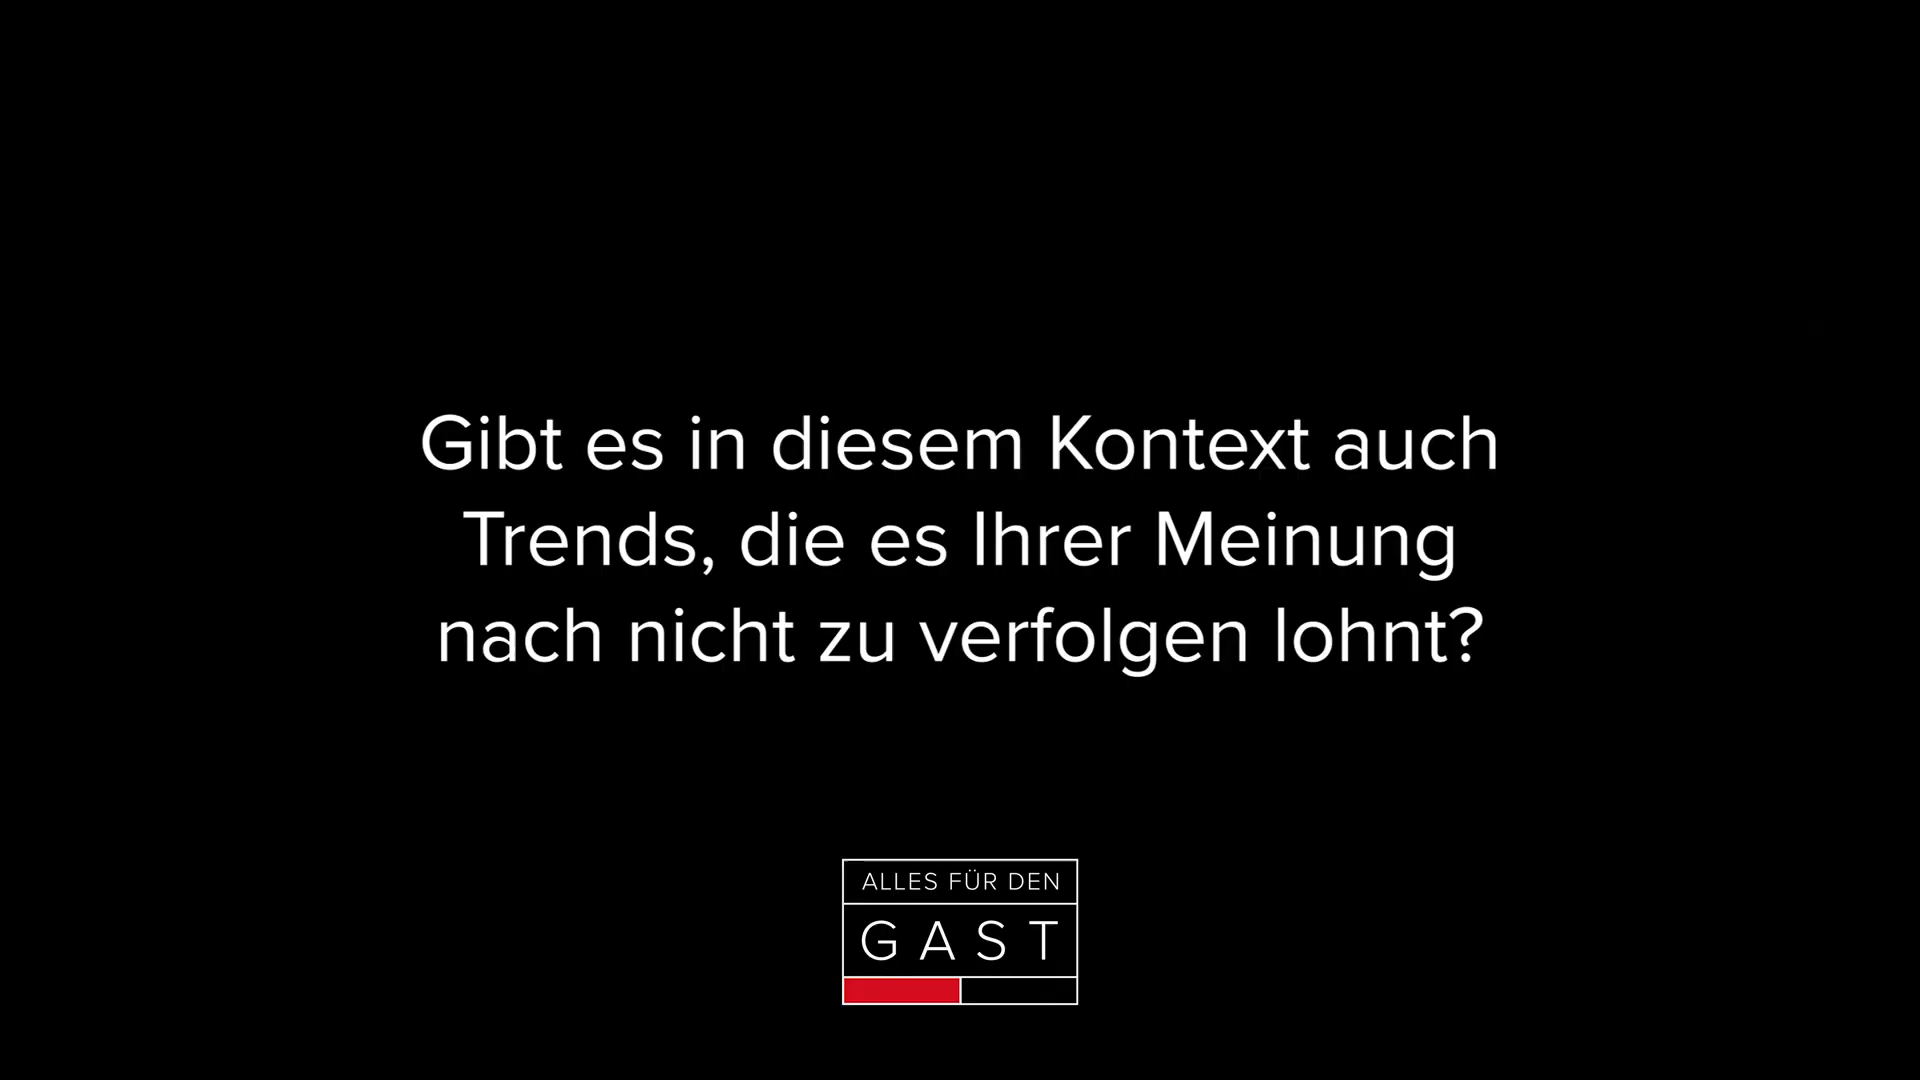 Gibt es in diesem Kontext auch
Trends, die es Ihrer Meinung
nach nicht zu verfolgen lohnt?
ALLES FÜR DEN
GAST